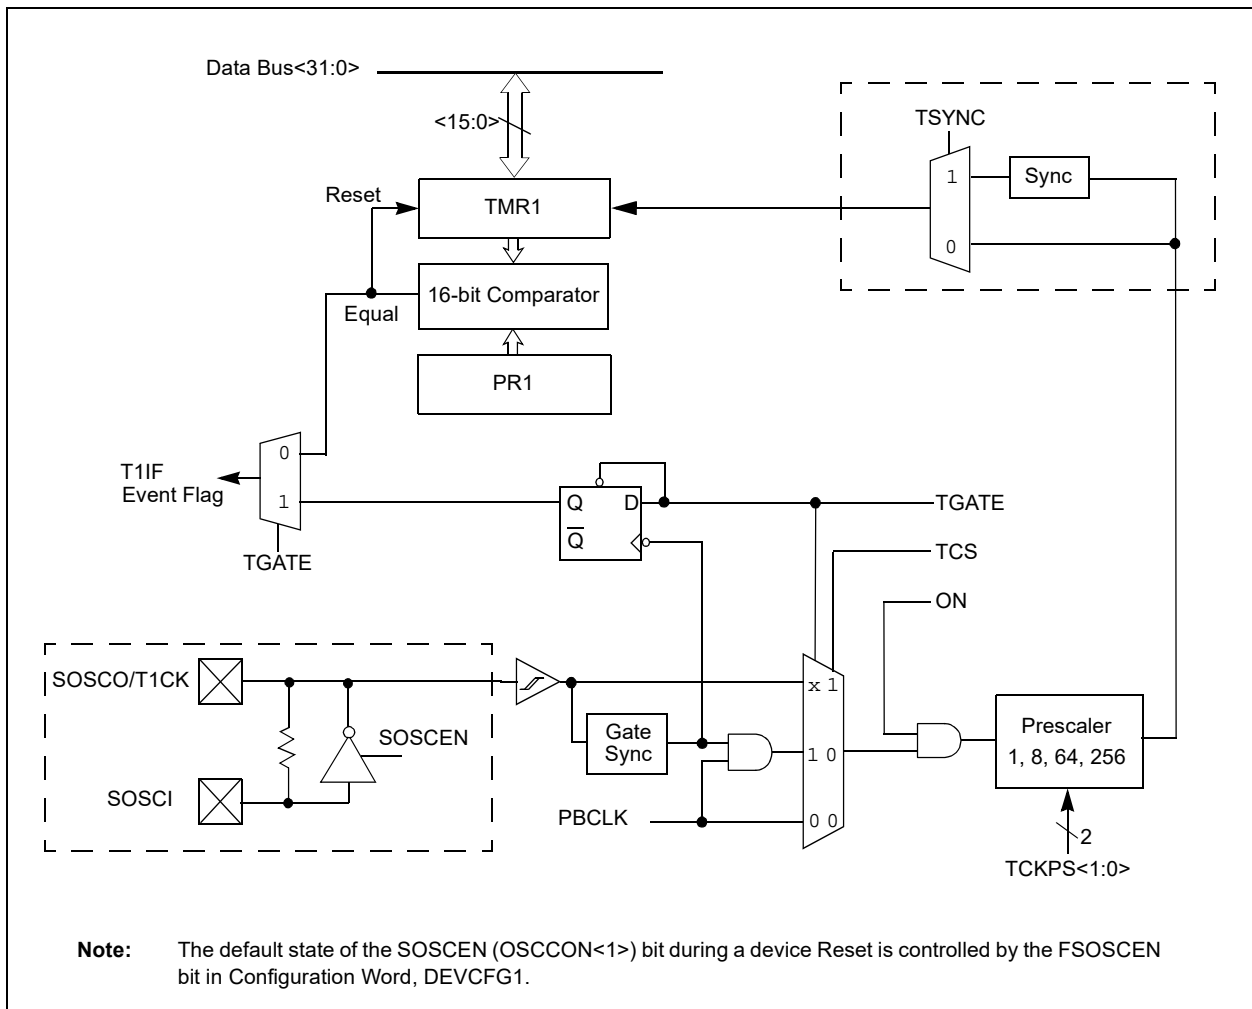 Data Bus<31:0>
<15:0>
TSYNC
Reset
TMR1
1
Sync
0
16-bit Comparator
Equal
PR1
T1IF
Event Flag
0
1
TGATE
Q
D
Q
TGATE
TCS
ON
SOSCO/T1CK
SOSCEN
SOSCI
Gate
Sync
PBCLK
x 1
1 0
0 0
Prescaler
1, 8, 64, 256
2
TCKPS<1:0>
Note: The default state of the SOSCEN (OSCCON<1>) bit during a device Reset is controlled by the FSOSCEN
bit in Configuration Word, DEVCFG1.